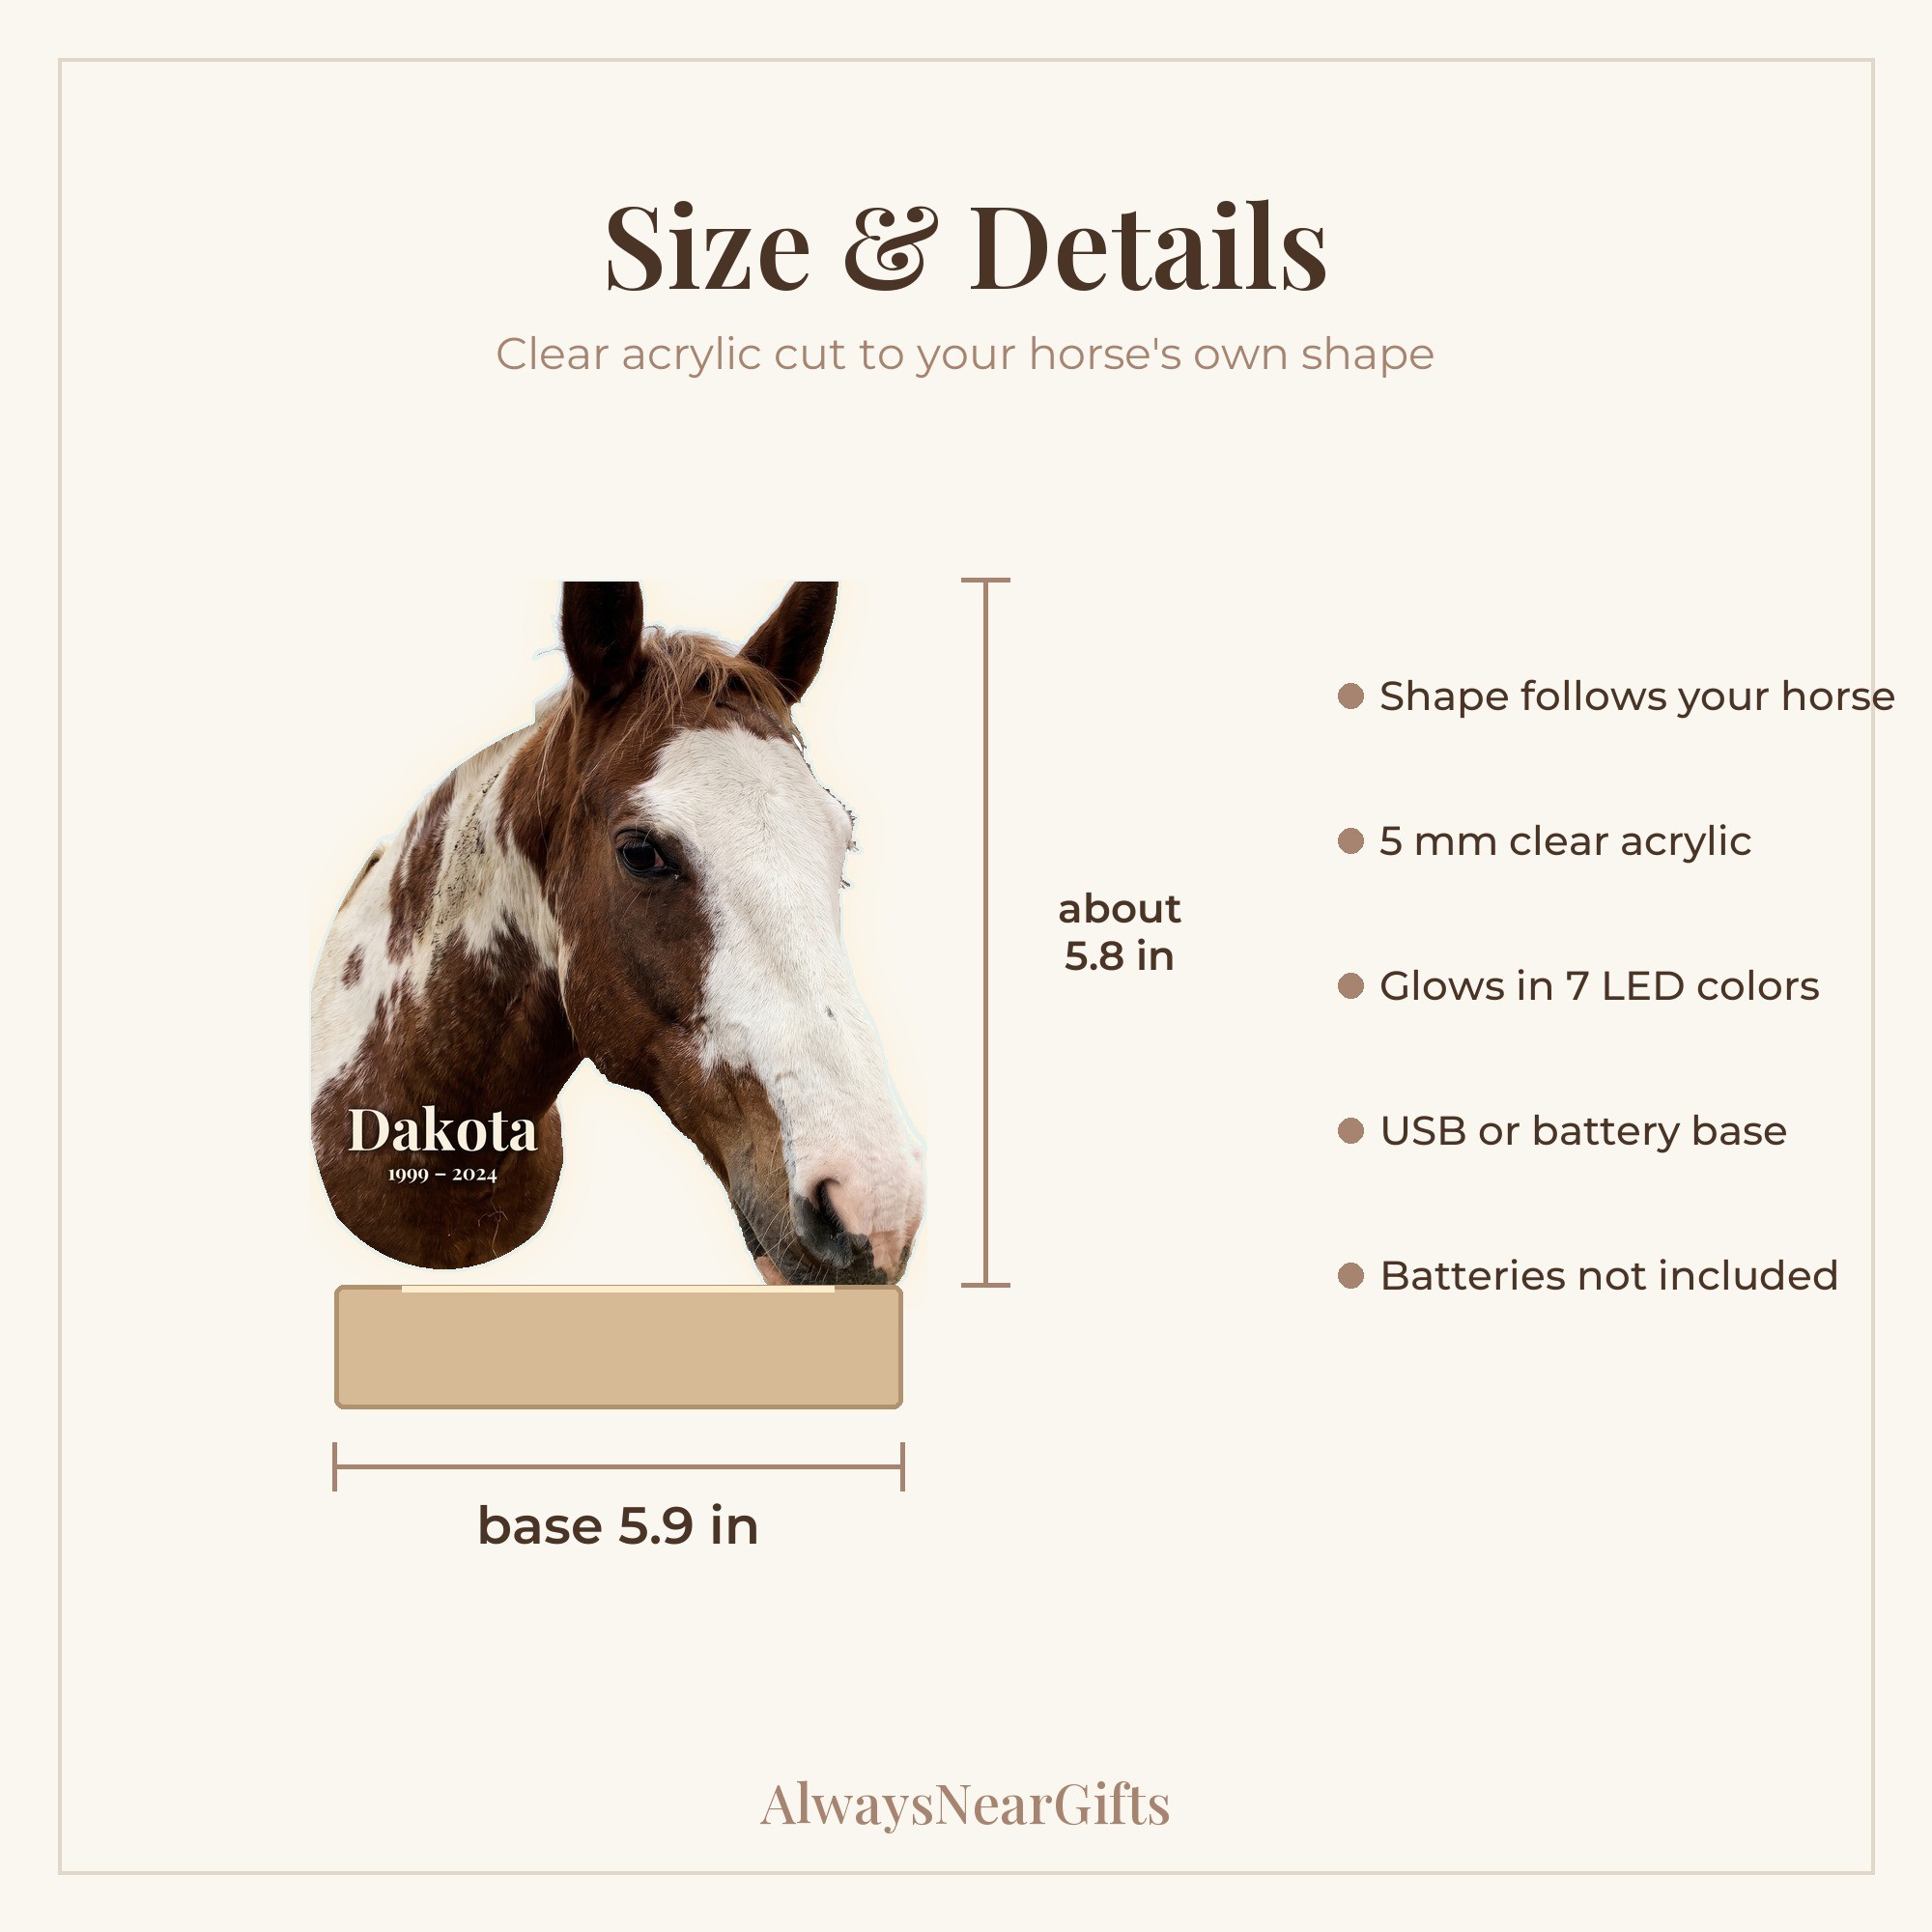 Size & Details
Clear acrylic cut to your horse's own shape
Shape follows your horse
5 mm clear acrylic
about
5.8 in
Glows in 7 LED colors
Dakota
1999 – 2024
USB or battery base
Batteries not included
base 5.9 in
AlwaysNearGifts